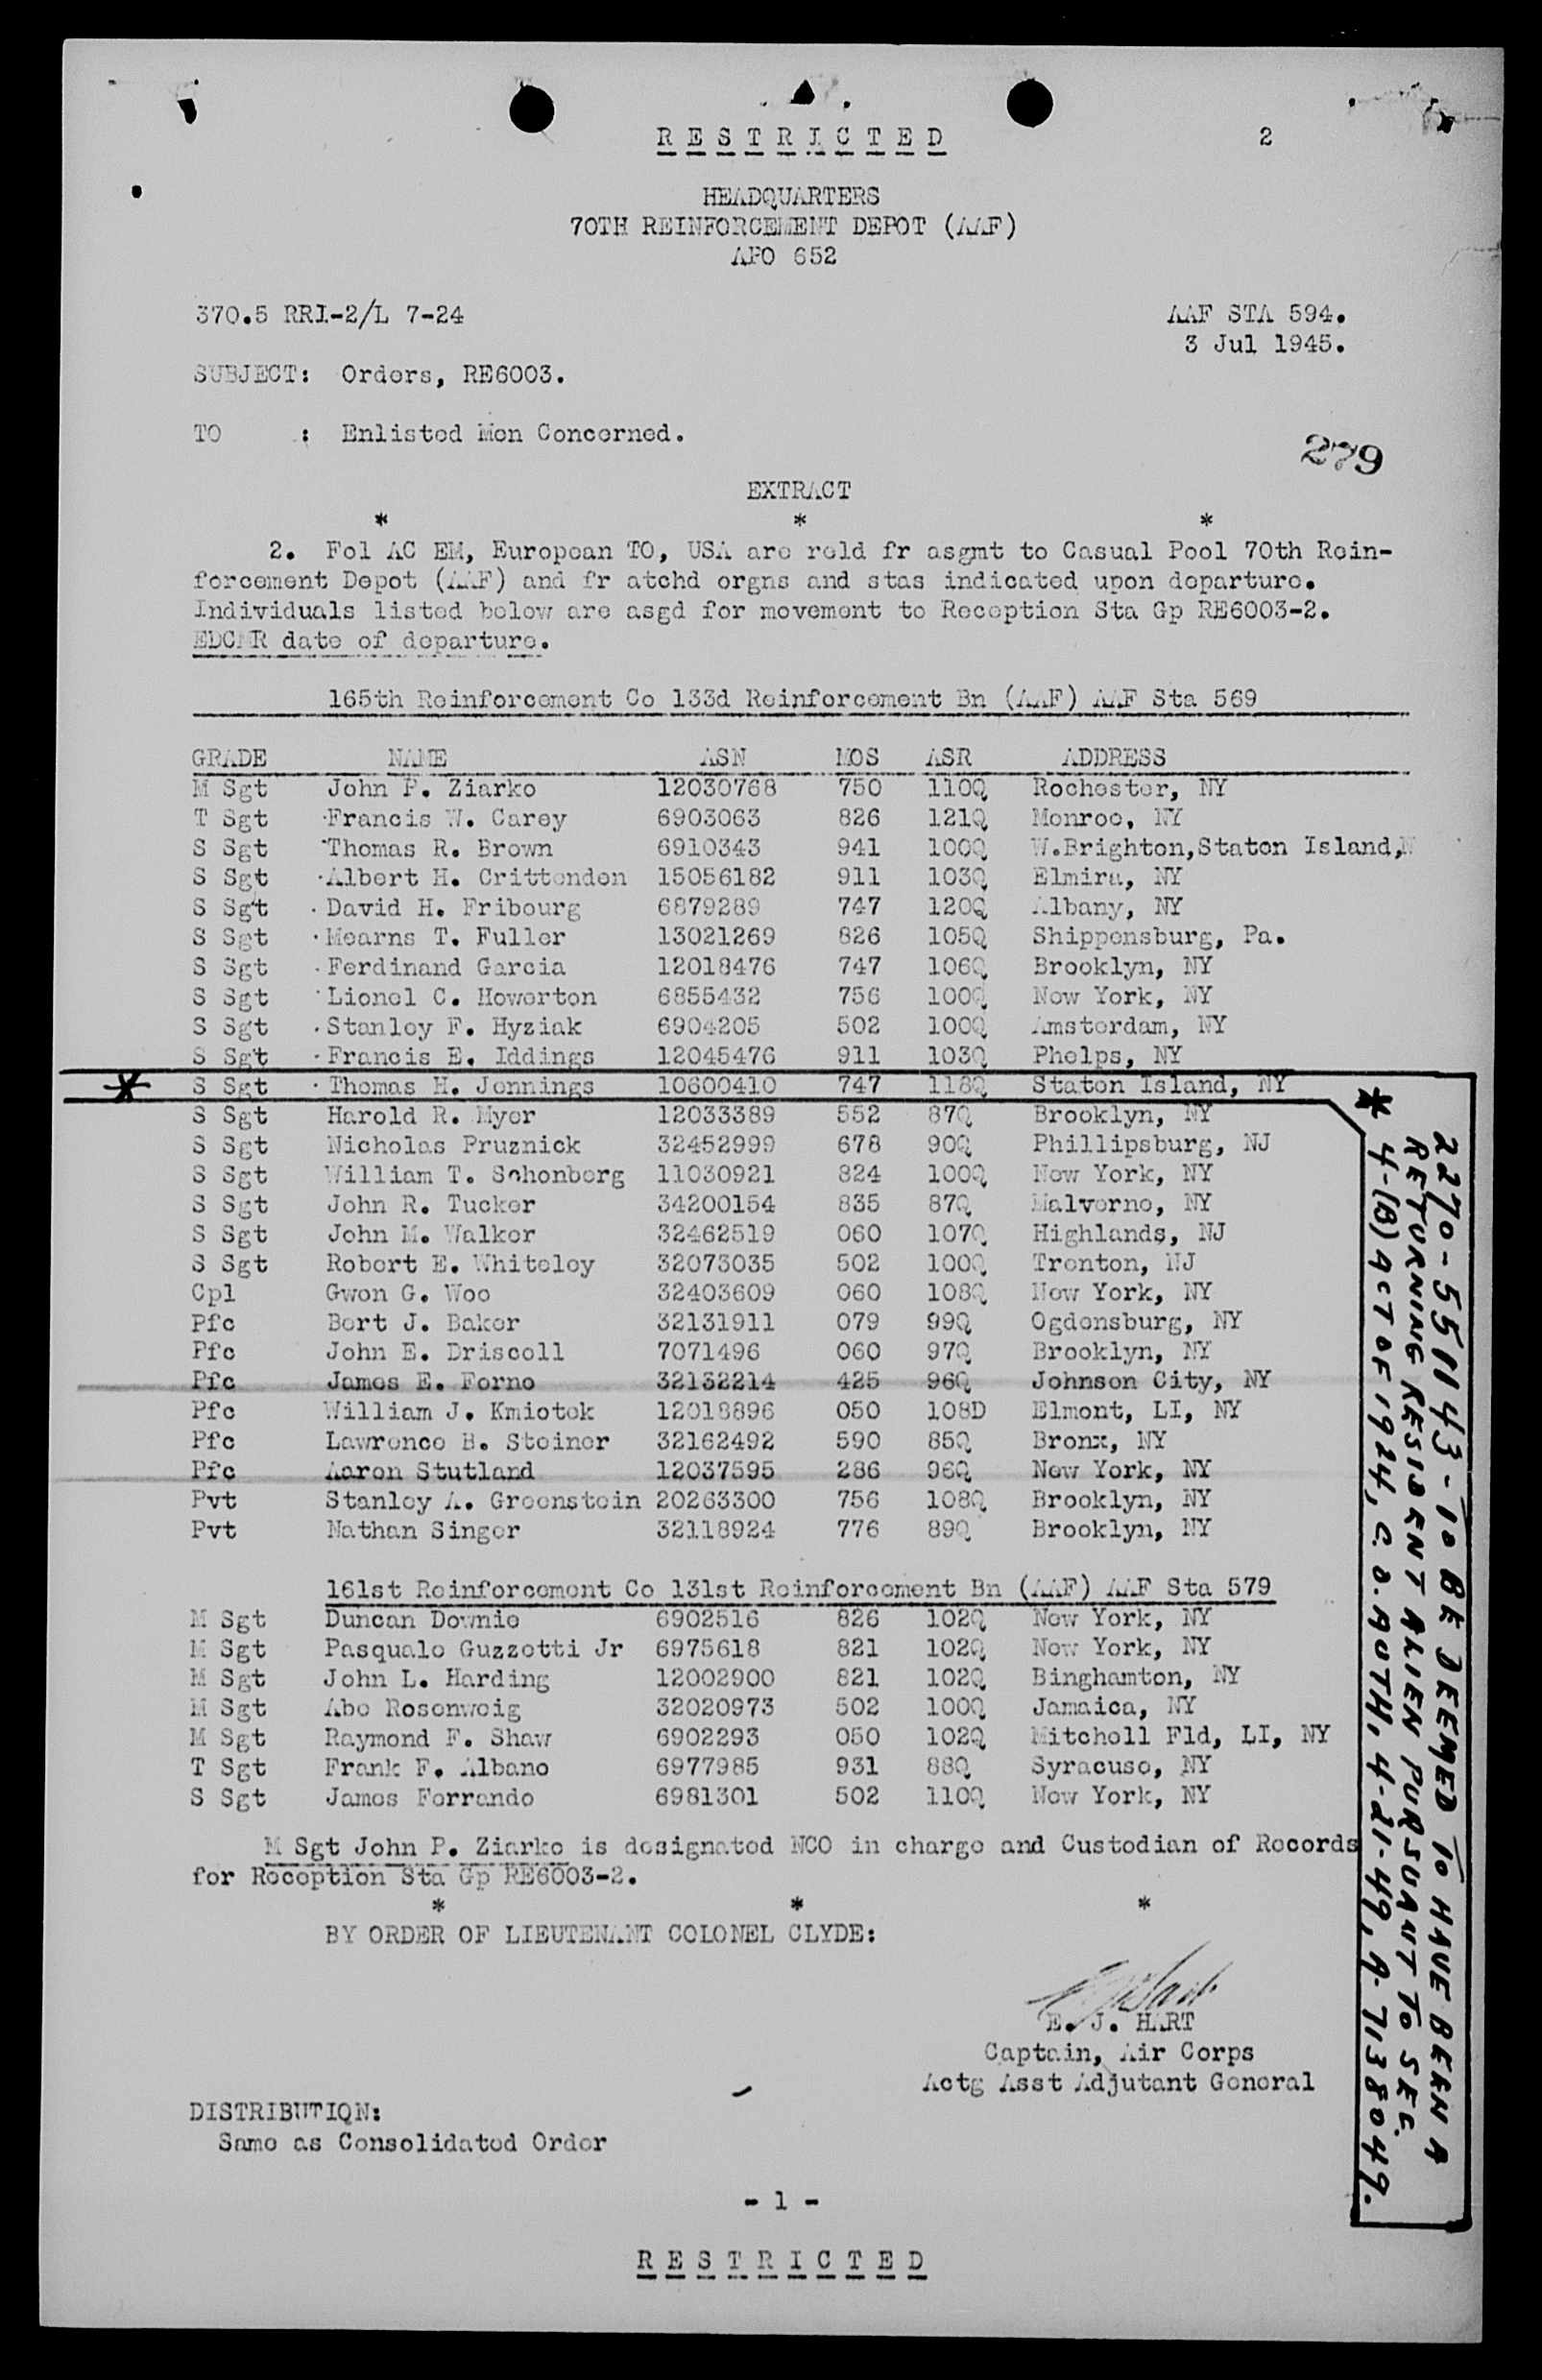 RESTRICTED 2
HEADQUARTERS
70TH REINFORCEMENT DEPOT (AAF)
APO 652
370.5 RRI-2/L 7-24 AAF STA 594.
3 Jul 1945.
SUBJECT: Orders, RE6003.
TO : Enlisted Men Concerned.
279
EXTRACT
* * *
2. Fol AC EM, European TO, USA are reld fr asgmt to Casual Pool 70th Rein-
forcement Depot (AAF) and fr atchd orgns and stas indicated upon departure.
Individuals listed below are asgd for movement to Reception Sta Gp RE6003-2.
EDCMR date of departure.
165th Reinforcement Co 133d Reinforcement Bn (AAF) AAF Sta 569
GRADE NAME ASN MOS ASR ADDRESS
M Sgt John P. Ziarko 12030768 750 110Q Rochester, NY
T Sgt Francis W. Carey 6903063 826 121Q Monroe, NY
S Sgt Thomas R. Brown 6910343 941 100Q W.Brighton,Staten Island,N
S Sgt Albert H. Crittenden 15056182 911 103Q Elmira, NY
S Sgt David H. Fribourg 6879289 747 120Q Albany, NY
S Sgt Mearns T. Fuller 13021269 826 105Q Shippensburg, Pa.
S Sgt Ferdinand Garcia 12018476 747 106Q Brooklyn, NY
S Sgt Lionel C. Howerton 6855432 756 100Q New York, NY
S Sgt Stanley F. Hyziak 6904205 502 100Q Amsterdam, NY
S Sgt Francis E. Iddings 12045476 911 103Q Phelps, NY
* S Sgt Thomas H. Jennings 10600410 747 118Q Staten Island, NY
S Sgt Harold R. Myer 12033389 552 87Q Brooklyn, NY
S Sgt Nicholas Pruznick 32452999 678 90Q Phillipsburg, NJ
S Sgt William T. Schonberg 11030921 824 100Q New York, NY
S Sgt John R. Tucker 34200154 835 87Q Malverne, NY
S Sgt John M. Walker 32462519 060 107Q Highlands, NJ
S Sgt Robert E. Whiteley 32073035 502 100Q Trenton, NJ
Cpl Gwon G. Woo 32403609 060 108Q New York, NY
Pfc Bert J. Baker 32131911 079 99Q Ogdensburg, NY
Pfc John E. Driscoll 7071496 060 97Q Brooklyn, NY
Pfc James E. Forno 32132214 425 96Q Johnson City, NY
Pfc William J. Kmiotek 12018896 050 108D Elmont, LI, NY
Pfc Lawrence B. Steiner 32162492 590 85Q Bronx, NY
Pfc Aaron Stutland 12037595 286 96Q New York, NY
Pvt Stanley A. Greenstein 20263300 756 108Q Brooklyn, NY
Pvt Nathan Singer 32118924 776 89Q Brooklyn, NY
161st Reinforcement Co 131st Reinforcement Bn (AAF) AAF Sta 579
M Sgt Duncan Downie 6902516 826 102Q New York, NY
M Sgt Pasquale Guzzetti Jr 6975618 821 102Q New York, NY
M Sgt John L. Harding 12002900 821 102Q Binghamton, NY
M Sgt Abe Rosenweig 32020973 502 100Q Jamaica, NY
M Sgt Raymond F. Shaw 6902293 050 102Q Mitchell Fld, LI, NY
T Sgt Frank F. Albano 6977985 931 88Q Syracuse, NY
S Sgt James Ferrando 6981301 502 110Q New York, NY
M Sgt John P. Ziarko is designated NCO in charge and Custodian of Records
for Reception Sta Gp RE6003-2.
* * *
BY ORDER OF LIEUTENANT COLONEL CLYDE:
E. J. HART
Captain, Air Corps
Actg Asst Adjutant General
DISTRIBUTION:
Same as Consolidated Order
- 1 -
RESTRICTED
* 2270-5511 43 - TO BE DEEMED TO HAVE BEEN A
RETURNING RESIDENT ALIEN PURSUANT TO SEC.
4-(B) ACT OF 1924, C.O. AUTH, 4-21-49, A-7138049.